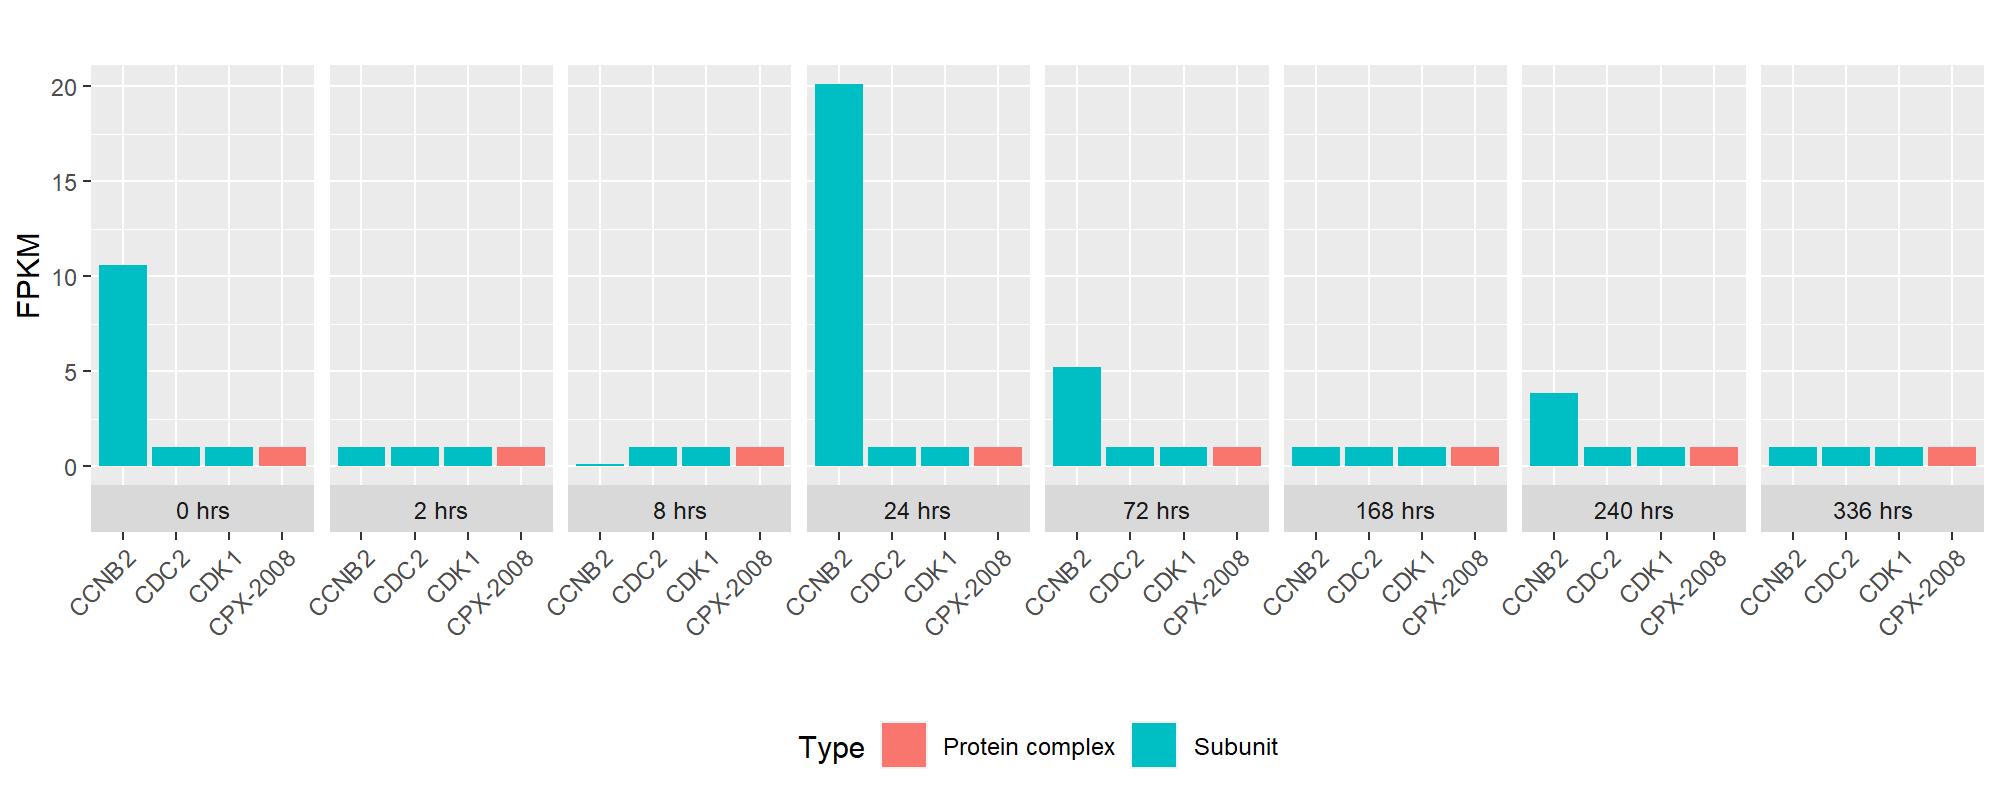 FPKM
20
15
10
5
0
0 hrs 2 hrs 8 hrs 24 hrs 72 hrs 168 hrs 240 hrs 336 hrs
CCNB2 CDC2 CDK1 CPX-2008 CCNB2 CDC2 CDK1 CPX-2008 CCNB2 CDC2 CDK1 CPX-2008 CCNB2 CDC2 CDK1 CPX-2008 CCNB2 CDC2 CDK1 CPX-2008 CCNB2 CDC2 CDK1 CPX-2008 CCNB2 CDC2 CDK1 CPX-2008 CCNB2 CDC2 CDK1 CPX-2008
Type Protein complex Subunit